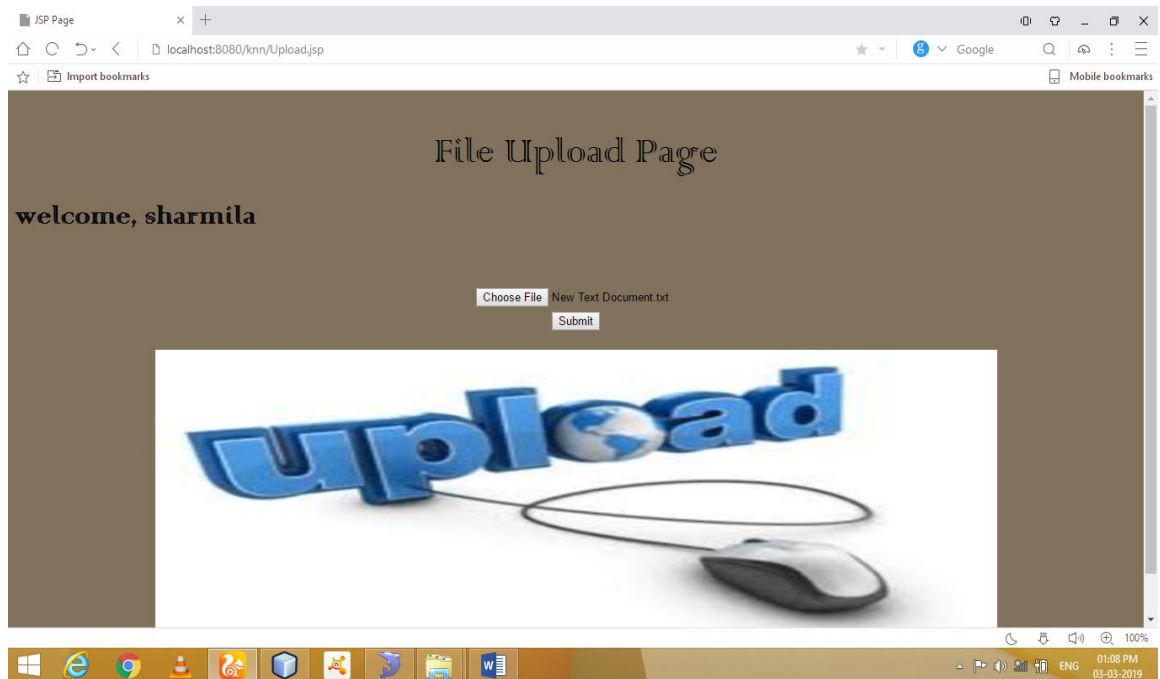 JSP Page
localhost:8080/knn/Upload.jsp
Google
Import bookmarks
Mobile bookmarks
File Upload Page
welcome, sharmila
Choose File New Text Document.txt
Submit
upload
100%
ENG
01:08 PM
03-03-2019